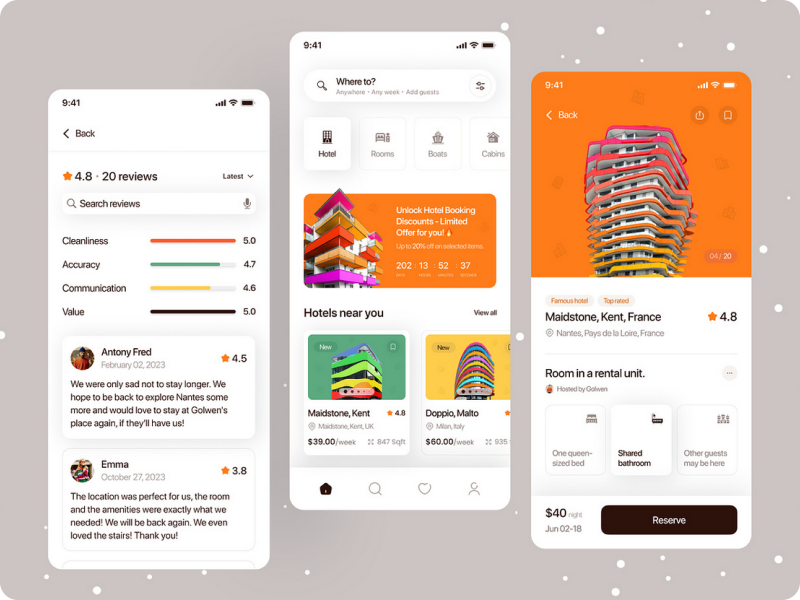 9:41
Back
4.8 · 20 reviews
Latest
Search reviews
Cleanliness 5.0
Accuracy 4.7
Communication 4.6
Value 5.0
Antony Fred
February 02, 2023
4.5
We were only sad not to stay longer. We
hope to be back to explore Nantes some
more and would love to stay at Golwen's
place again, if they'll have us!
Emma
October 27, 2023
3.8
The location was perfect for us, the room
and the amenities were exactly what we
needed! We will be back again. We even
loved the stairs! Thank you!
9:41
Where to?
Anywhere · Any week · Add guests
Hotel
Rooms
Boats
Cabins
Unlock Hotel Booking
Discounts - Limited
Offer for you!
Up to 20% off on selected items.
202 : 13 : 52 : 37
Hotels near you
View all
New
Maidstone, Kent 4.8
Maidstone, Kent, UK
$39.00/week 847 Sqft
New
Doppio, Malto
Milan, Italy
$60.00/week 935
9:41
Back
04 / 20
Famous hotel
Top rated
Maidstone, Kent, France 4.8
Nantes, Pays de la Loire, France
Room in a rental unit.
Hosted by Golwen
One queen-
sized bed
Shared
bathroom
Other guests
may be here
$40 night
Jun 02-18
Reserve